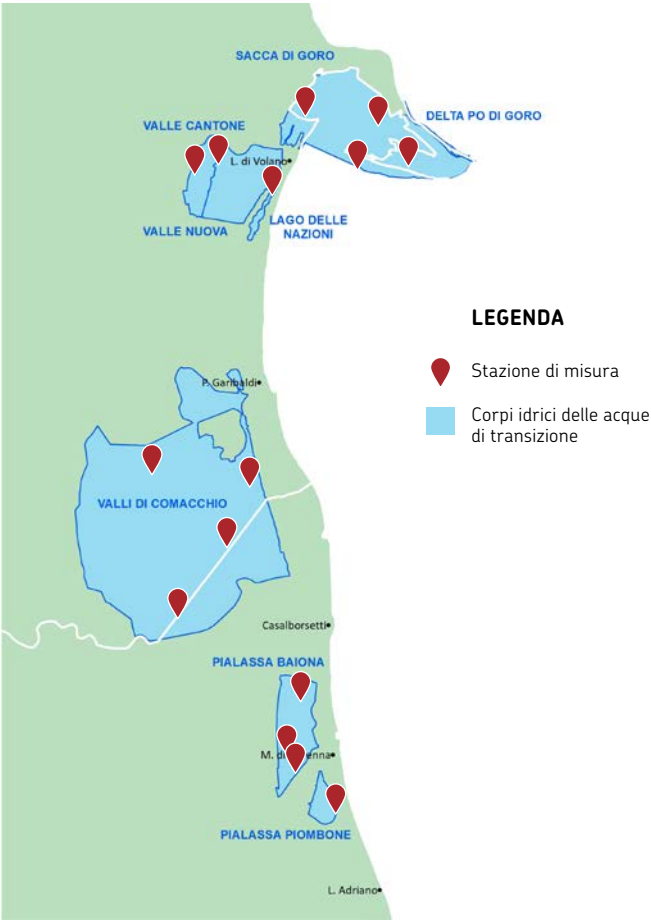 SACCA DI GORO
DELTA PO DI GORO
VALLE CANTONE
L. di Volano
VALLE NUOVA
LAGO DELLE
NAZIONI
LEGENDA
Stazione di misura
Corpi idrici delle acque
di transizione
P. Garibaldi
VALLI DI COMACCHIO
Casalborsetti
PIALASSA BAIONA
M. di
PIALASSA PIOMBONE
L. Adriano